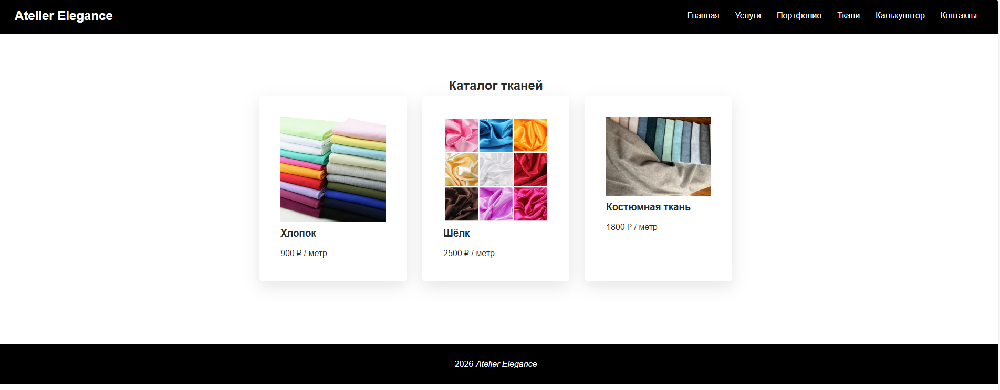 Atelier Elegance
Главная Услуги Портфолио Ткани Калькулятор Контакты
Каталог тканей
Хлопок
900 ₽ / метр
Шёлк
2500 ₽ / метр
Костюмная ткань
1800 ₽ / метр
2026 Atelier Elegance